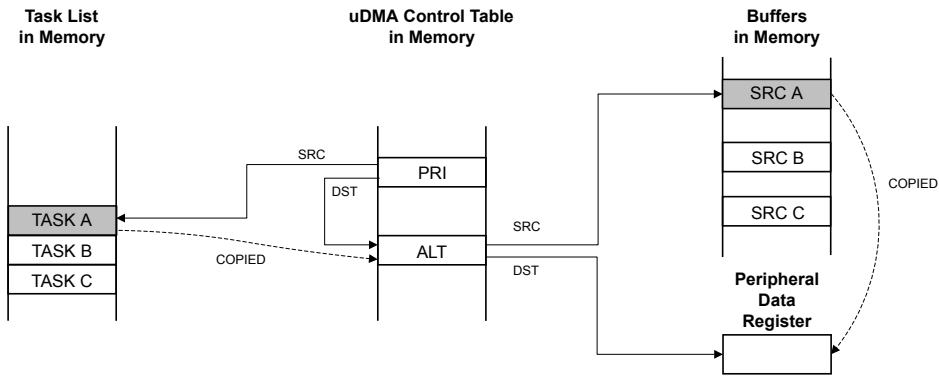 Task List
in Memory
uDMA Control Table
in Memory
Buffers
in Memory
SRC A
SRC
PRI
SRC B
COPIED
DST
TASK A
SRC C
SRC
TASK B
COPIED
ALT
DST
TASK C
Peripheral
Data
Register